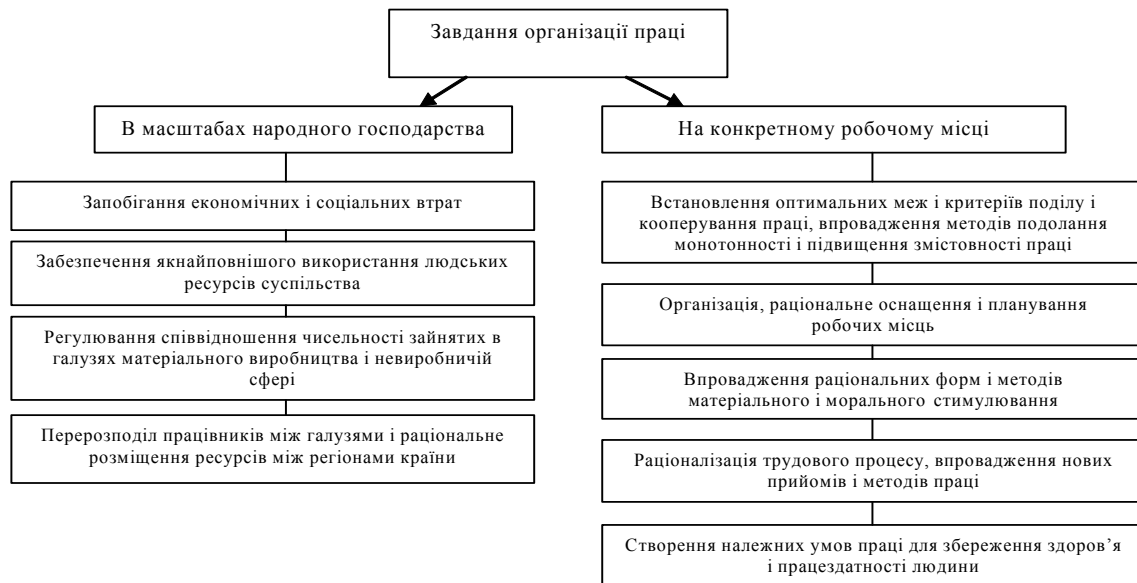 Завдання організації праці
В масштабах народного господарства
Запобігання економічних і соціальних втрат
Забезпечення якнайповнішого використання людських
ресурсів суспільства
Регулювання співвідношення чисельності зайнятих в
галузях матеріального виробництва і невиробничій
сфері
Перерозподіл працівників між галузями і раціональне
розміщення ресурсів між регіонами країни
На конкретному робочому місці
Встановлення оптимальних меж і критеріїв поділу і
кооперування праці, впровадження методів подолання
монотонності і підвищення змістовності праці
Організація, раціональне оснащення і планування
робочих місць
Впровадження раціональних форм і методів
матеріального і морального стимулювання
Раціоналізація трудового процесу, впровадження нових
прийомів і методів праці
Створення належних умов праці для збереження здоров’я
і працездатності людини